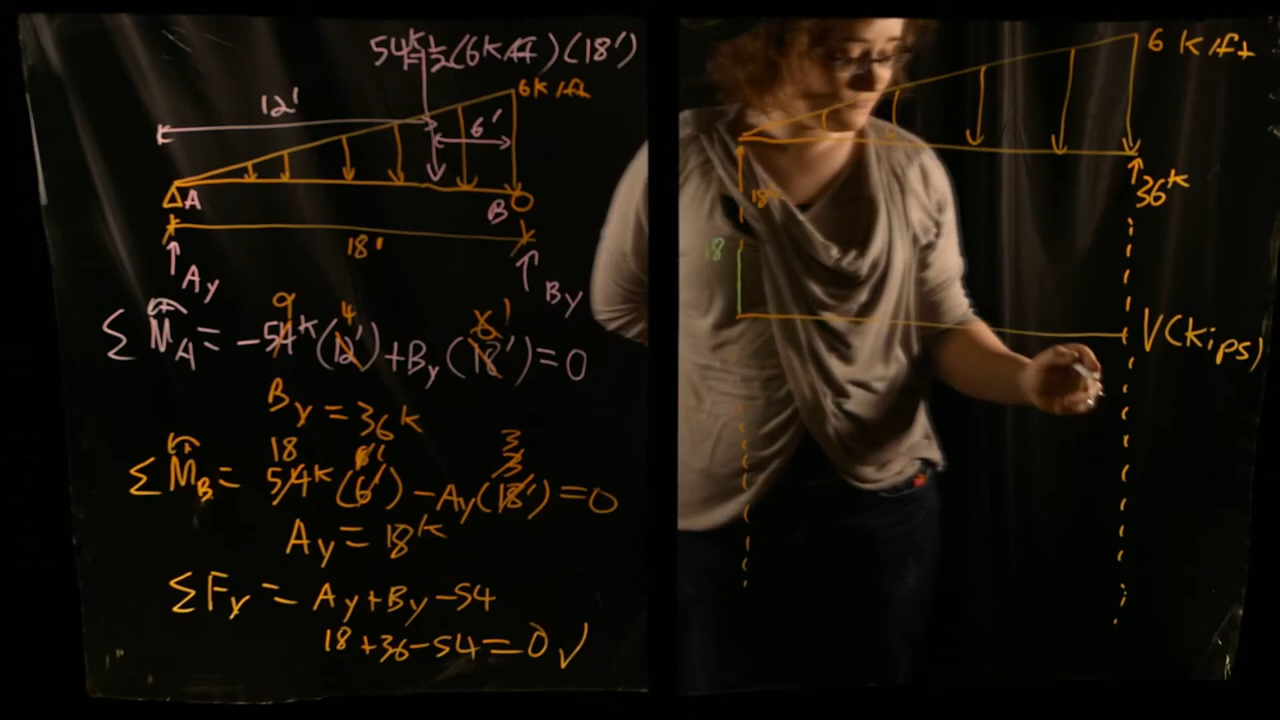 54k = 1/2 (6k/ft)(18')
12'
6k/ft
6'
A
B
18'
Ay
By
9 4 1
ΣMA = -54k(12') + By(18') = 0
By = 36k
18 1 3
ΣMB = 54k(6') - Ay(18') = 0
Ay = 18k
ΣFy = Ay + By - 54
18 + 36 - 54 = 0 ✓
6 k/ft
18k
36k
18
V(kips)